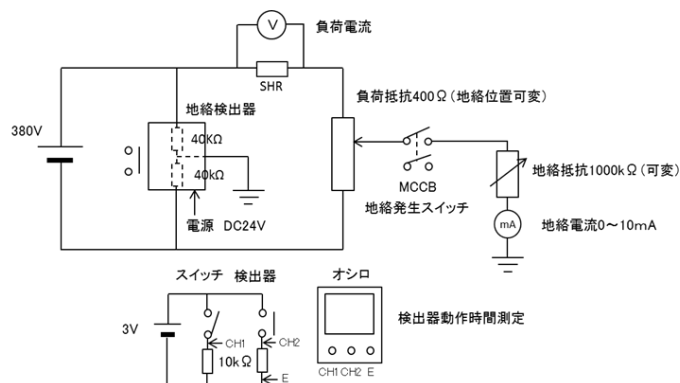 V
負荷電流
SHR
負荷抵抗400Ω(地絡位置可変)
地絡検出器
380V
40KΩ
40kΩ
MCCB
地絡抵抗1000kΩ(可変)
地絡発生スイッチ
電源 DC24V
mA
地絡電流0~10mA
スイッチ 検出器
オシロ
3V
CH1
CH2
検出器動作時間測定
10kΩ
E
CH1 CH2 E